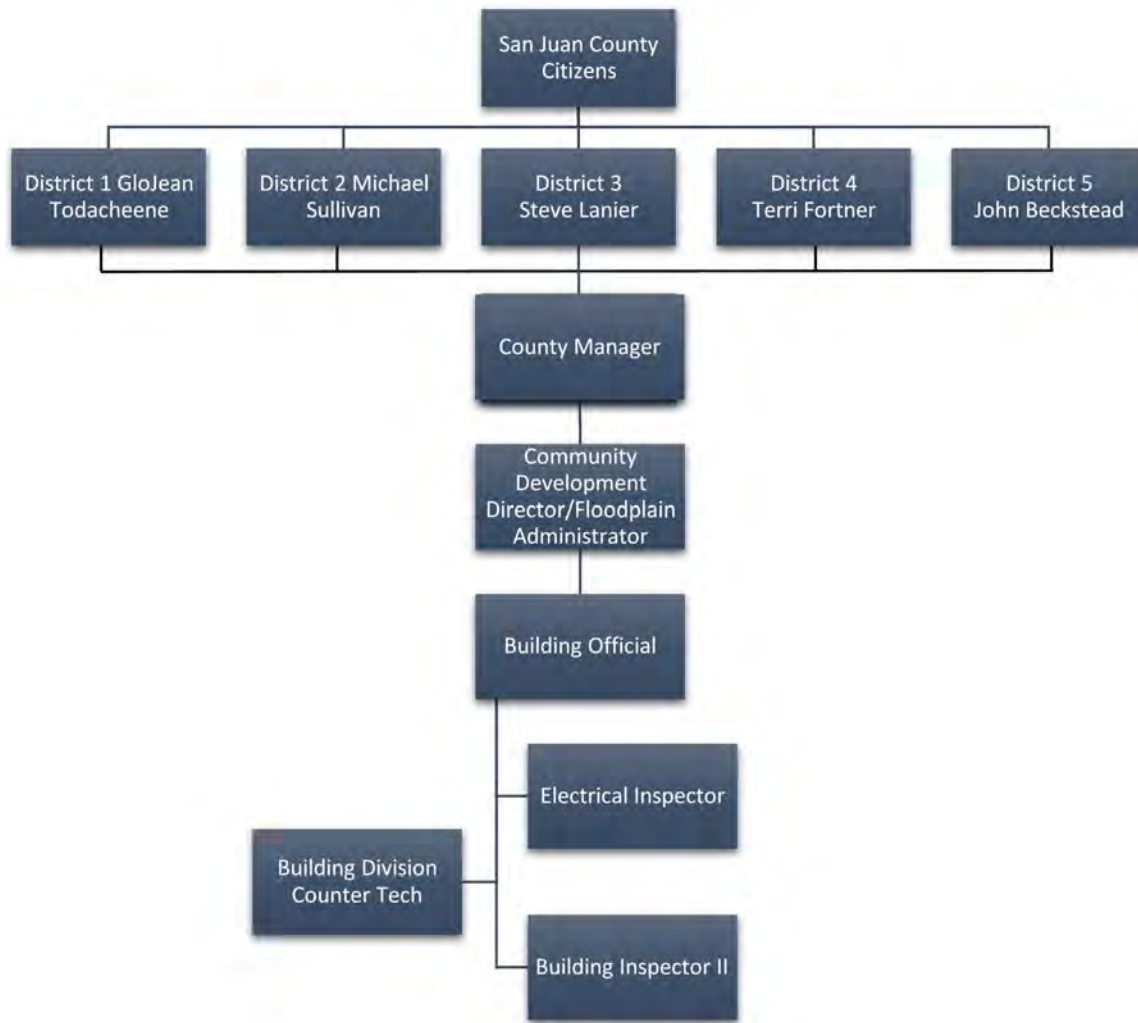 San Juan County
Citizens
District 1 GloJean
Todacheene
District 2 Michael
Sullivan
District 3
Steve Lanier
District 4
Terri Fortner
District 5
John Beckstead
County Manager
Community
Development
Director/Floodplain
Administrator
Building Official
Electrical Inspector
Building Division
Counter Tech
Building Inspector II